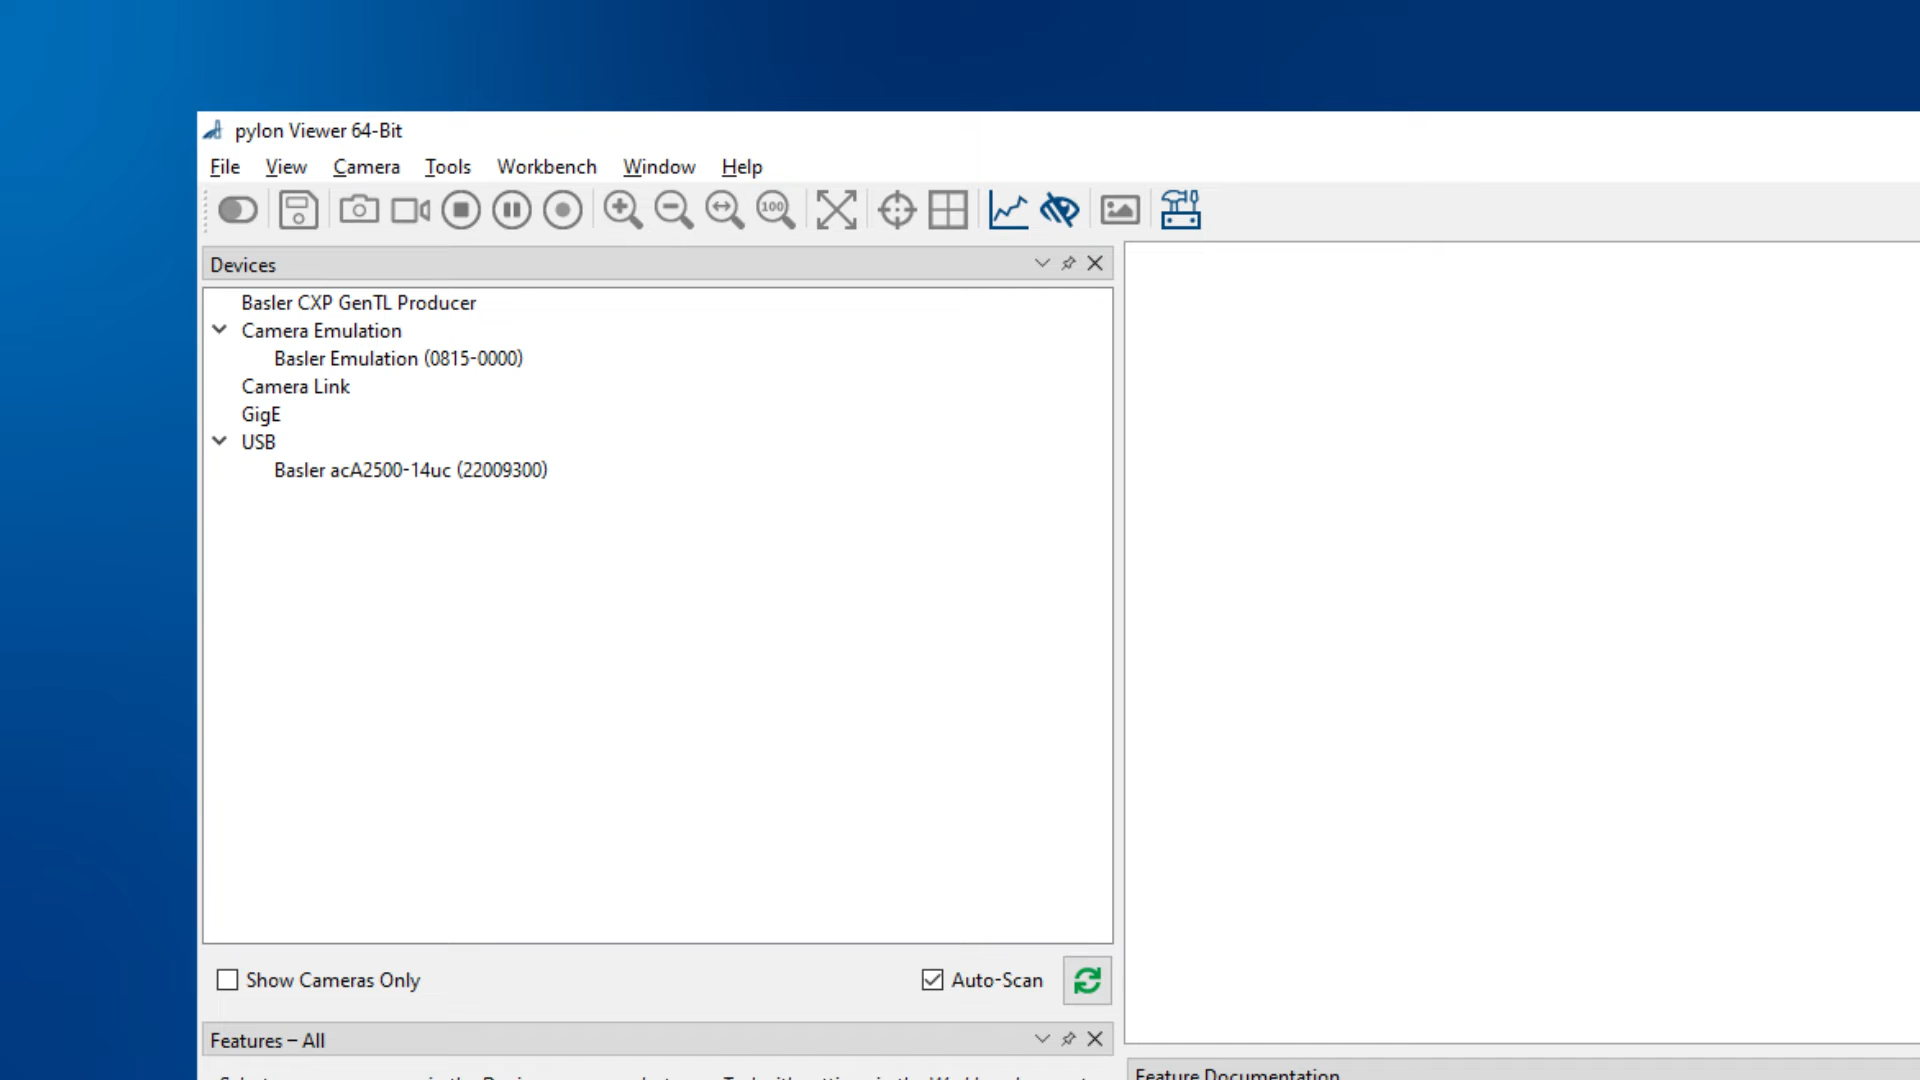 pylon Viewer 64-Bit
File View Camera Tools Workbench Window Help
100
Devices
Basler CXP GenTL Producer
Camera Emulation
Basler Emulation (0815-0000)
Camera Link
GigE
USB
Basler acA2500-14uc (22009300)
Show Cameras Only
Auto-Scan
Features – All
Feature Documentation